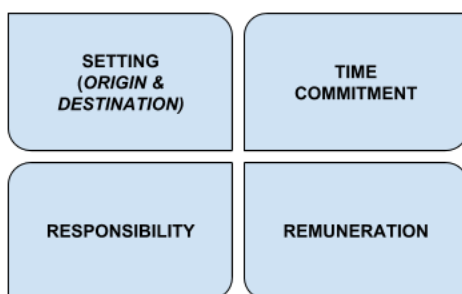 SETTING
(ORIGIN &
DESTINATION)
TIME
COMMITMENT
RESPONSIBILITY
REMUNERATION